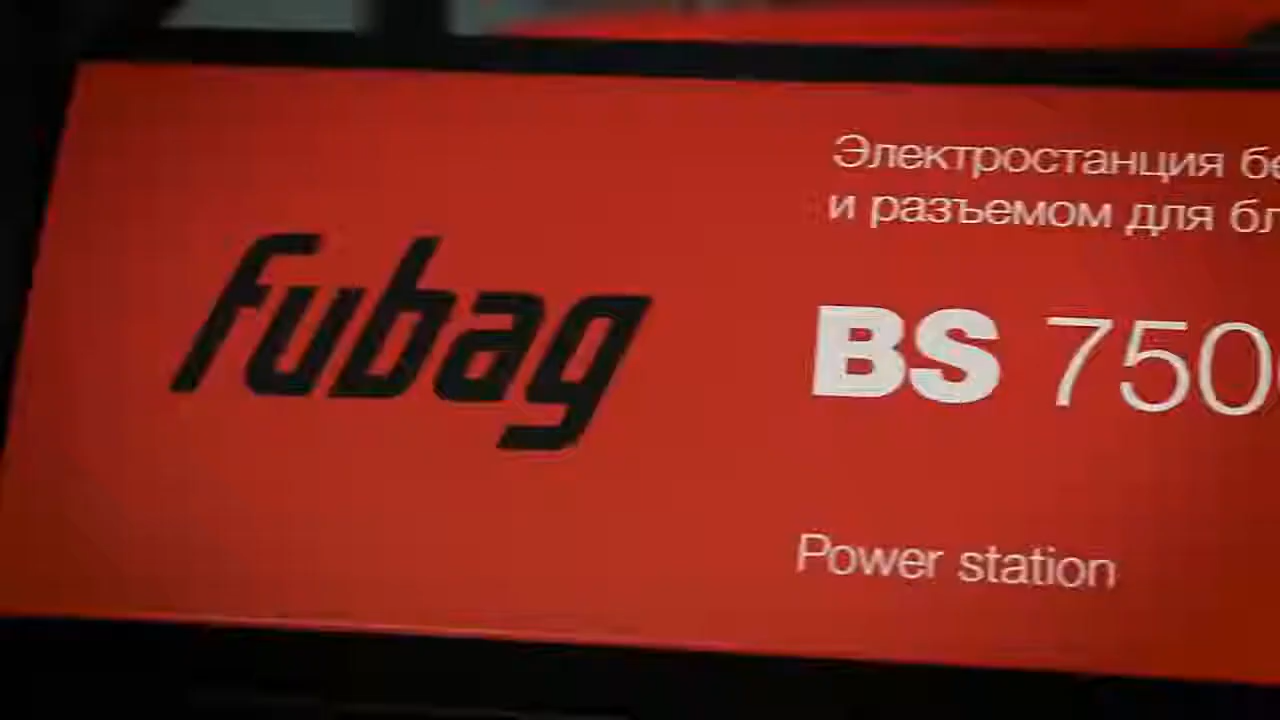 fubag
Электростанция
и разъемом для
BS 750
Power station